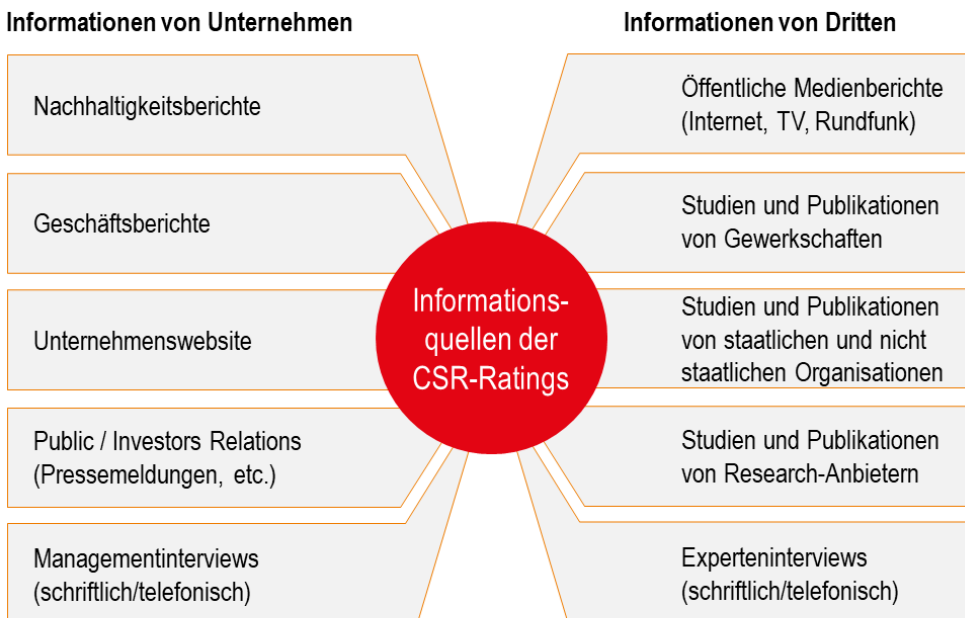 Informationen von Unternehmen
Nachhaltigkeitsberichte
Geschäftsberichte
Unternehmenswebsite
Public / Investors Relations
(Pressemeldungen, etc.)
Managementinterviews
(schriftlich/telefonisch)
Informations-
quellen der
CSR-Ratings
Informationen von Dritten
Öffentliche Medienberichte
(Internet, TV, Rundfunk)
Studien und Publikationen
von Gewerkschaften
Studien und Publikationen
von staatlichen und nicht
staatlichen Organisationen
Studien und Publikationen
von Research-Anbietern
Experteninterviews
(schriftlich/telefonisch)